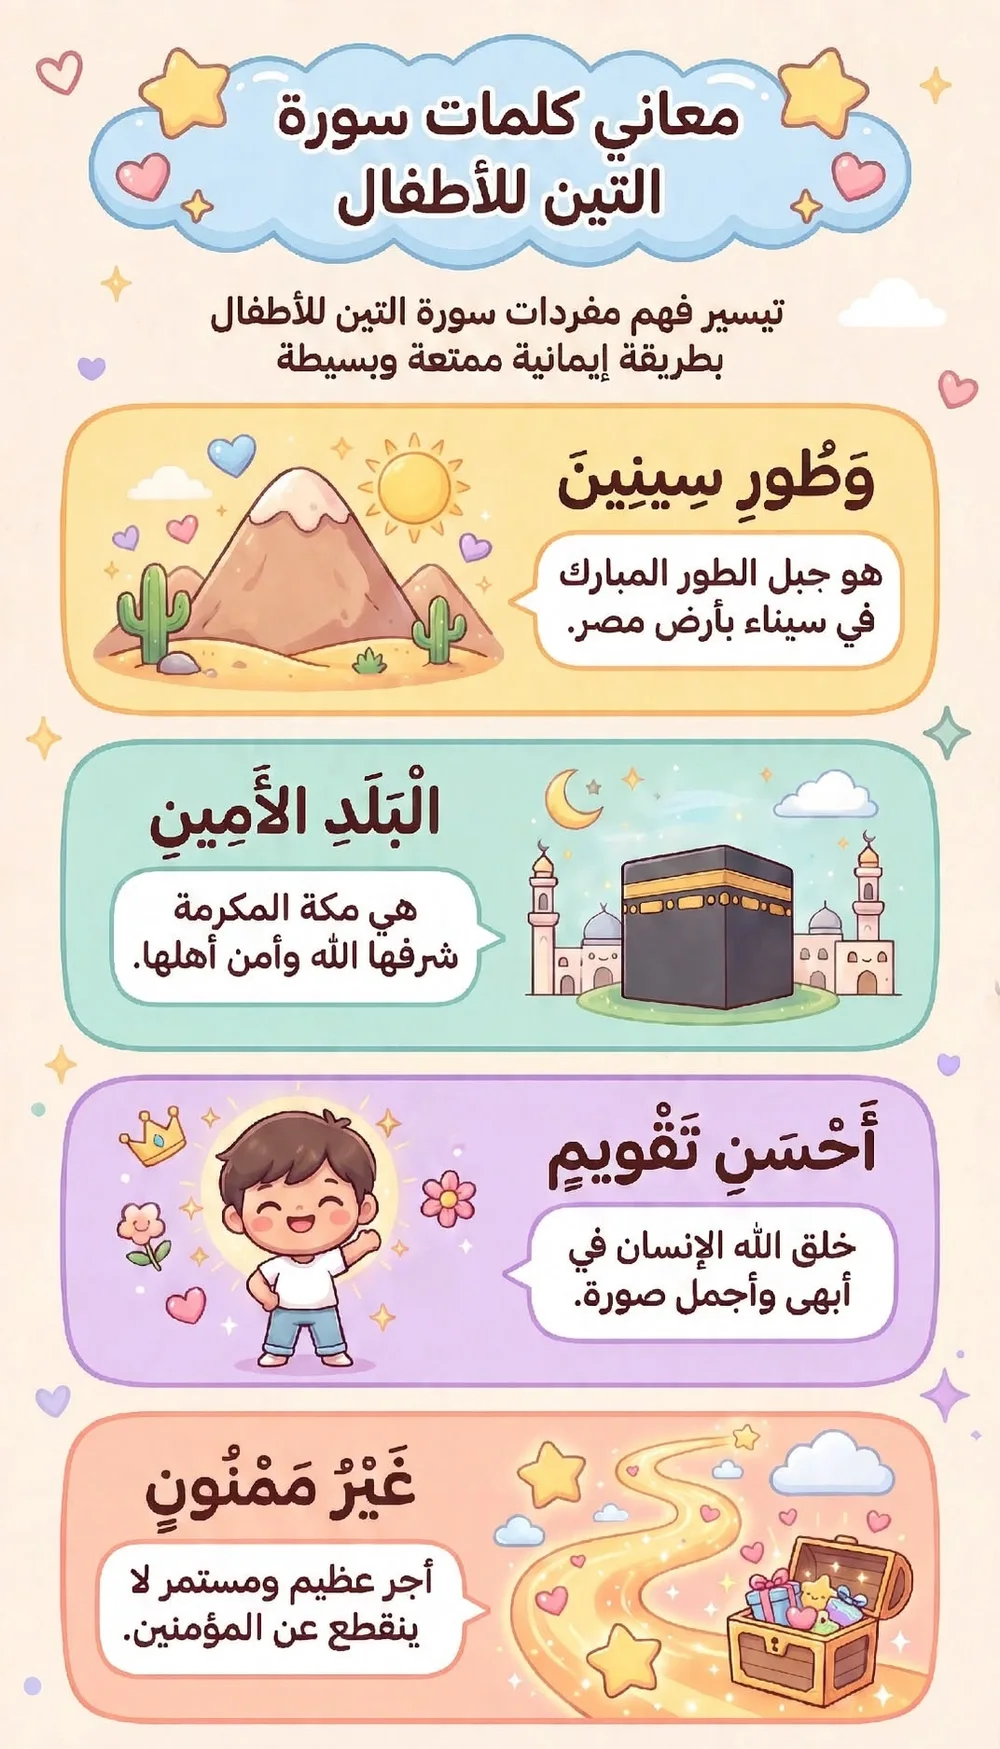 معاني كلمات سورة
التين للأطفال
تيسير فهم مفردات سورة التين للأطفال
بطريقة إيمانية ممتعة وبسيطة
وَطُورِ سِينِينَ
هو جبل الطور المبارك
في سيناء بأرض مصر.
الْبَلَدِ الأَمِينِ
هي مكة المكرمة
شرفها الله وأمن أهلها.
أَحْسَنِ تَقْوِيمٍ
خلق الله الإنسان في
أبهى وأجمل صورة.
غَيْرُ مَمْنُونٍ
أجر عظيم ومستمر لا
ينقطع عن المؤمنين.